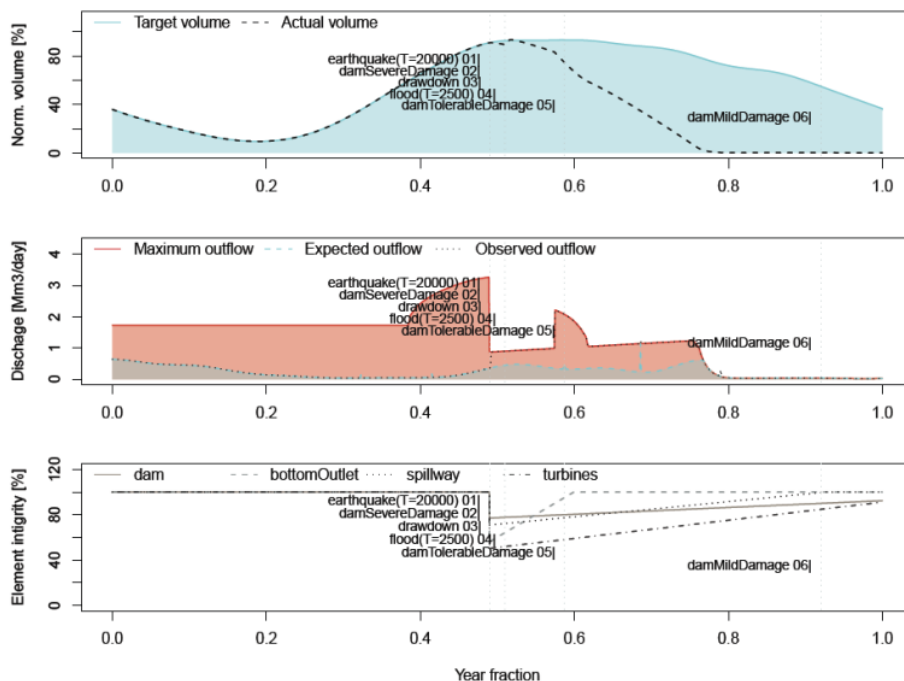 Target volume Actual volume
Norm. volume [%]
80
40
0
earthquake(T=20000) 01|
damSevereDamage 02|
drawdown 03|
flood(T=2500) 04|
damTolerableDamage 05|
damMildDamage 06|
0.0 0.2 0.4 0.6 0.8 1.0
Maximum outflow Expected outflow Observed outflow
Discharge [Mm3/day]
4
3
2
1
0
earthquake(T=20000) 01|
damSevereDamage 02|
drawdown 03|
flood(T=2500) 04|
damTolerableDamage 05|
damMildDamage 06|
0.0 0.2 0.4 0.6 0.8 1.0
dam bottomOutlet spillway turbines
Element intigrity [%]
120
80
40
0
earthquake(T=20000) 01|
damSevereDamage 02|
drawdown 03|
flood(T=2500) 04|
damTolerableDamage 05|
damMildDamage 06|
0.0 0.2 0.4 0.6 0.8 1.0
Year fraction